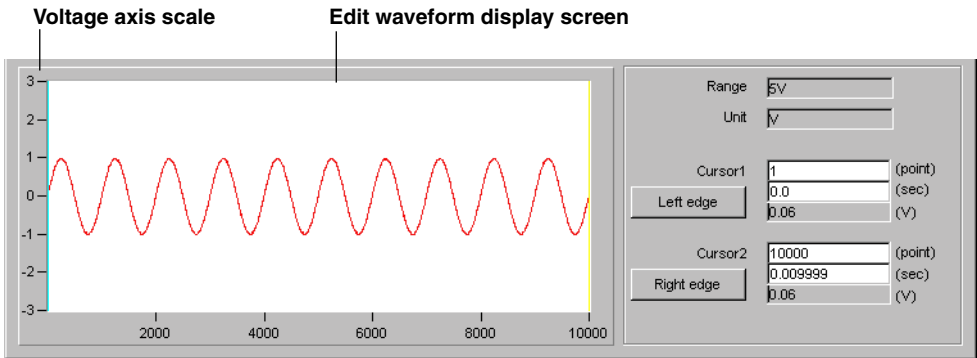 Voltage axis scale
Edit waveform display screen
3
2
1
0
-1
-2
-3
2000
4000
6000
8000
10000
Range 5V
Unit V
Cursor1 1 (point)
Left edge 0.0 (sec)
0.06 (V)
Cursor2 10000 (point)
Right edge 0.009999 (sec)
0.06 (V)